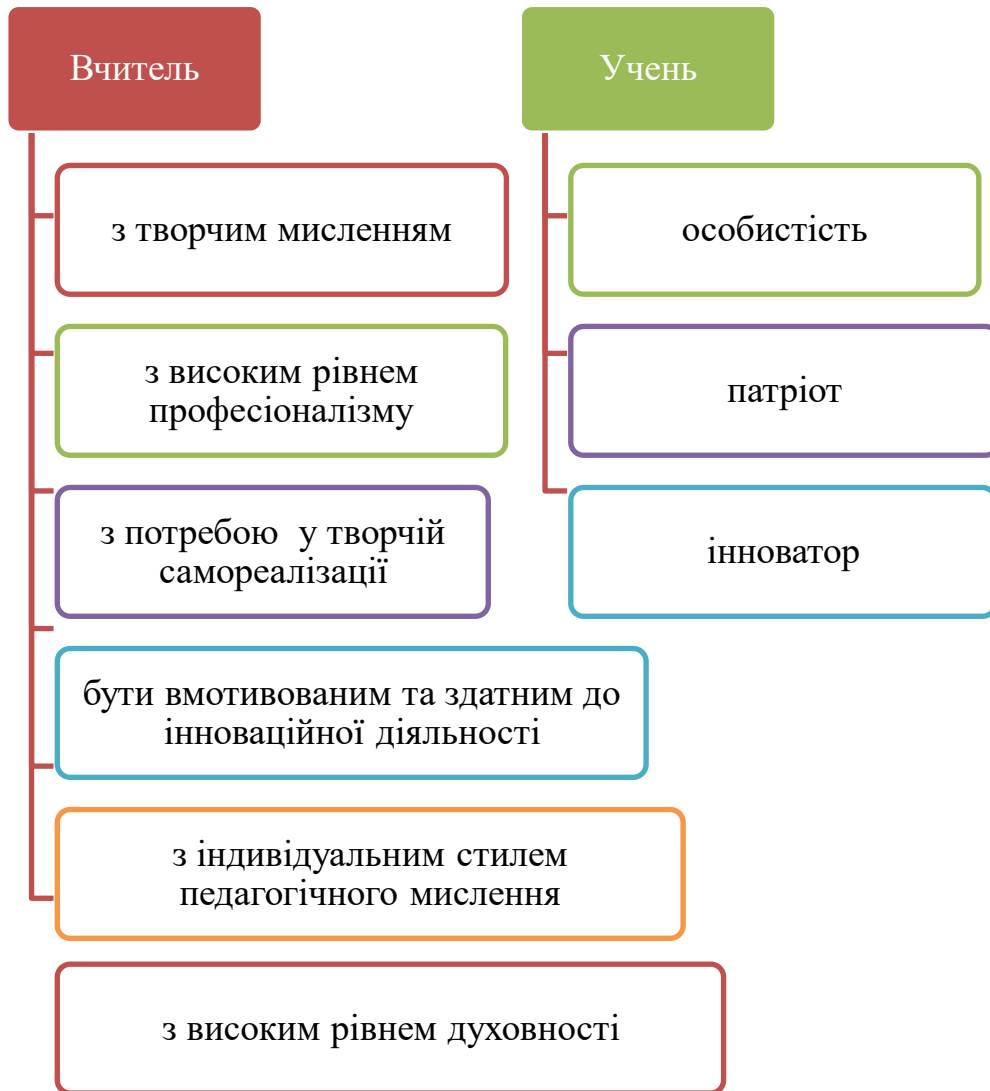 Вчитель
з творчим мисленням
з високим рівнем
професіоналізму
з потребою у творчій
самореалізації
бути вмотивованим та здатним до
інноваційної діяльності
з індивідуальним стилем
педагогічного мислення
з високим рівнем духовності
Учень
особистість
патріот
інноватор